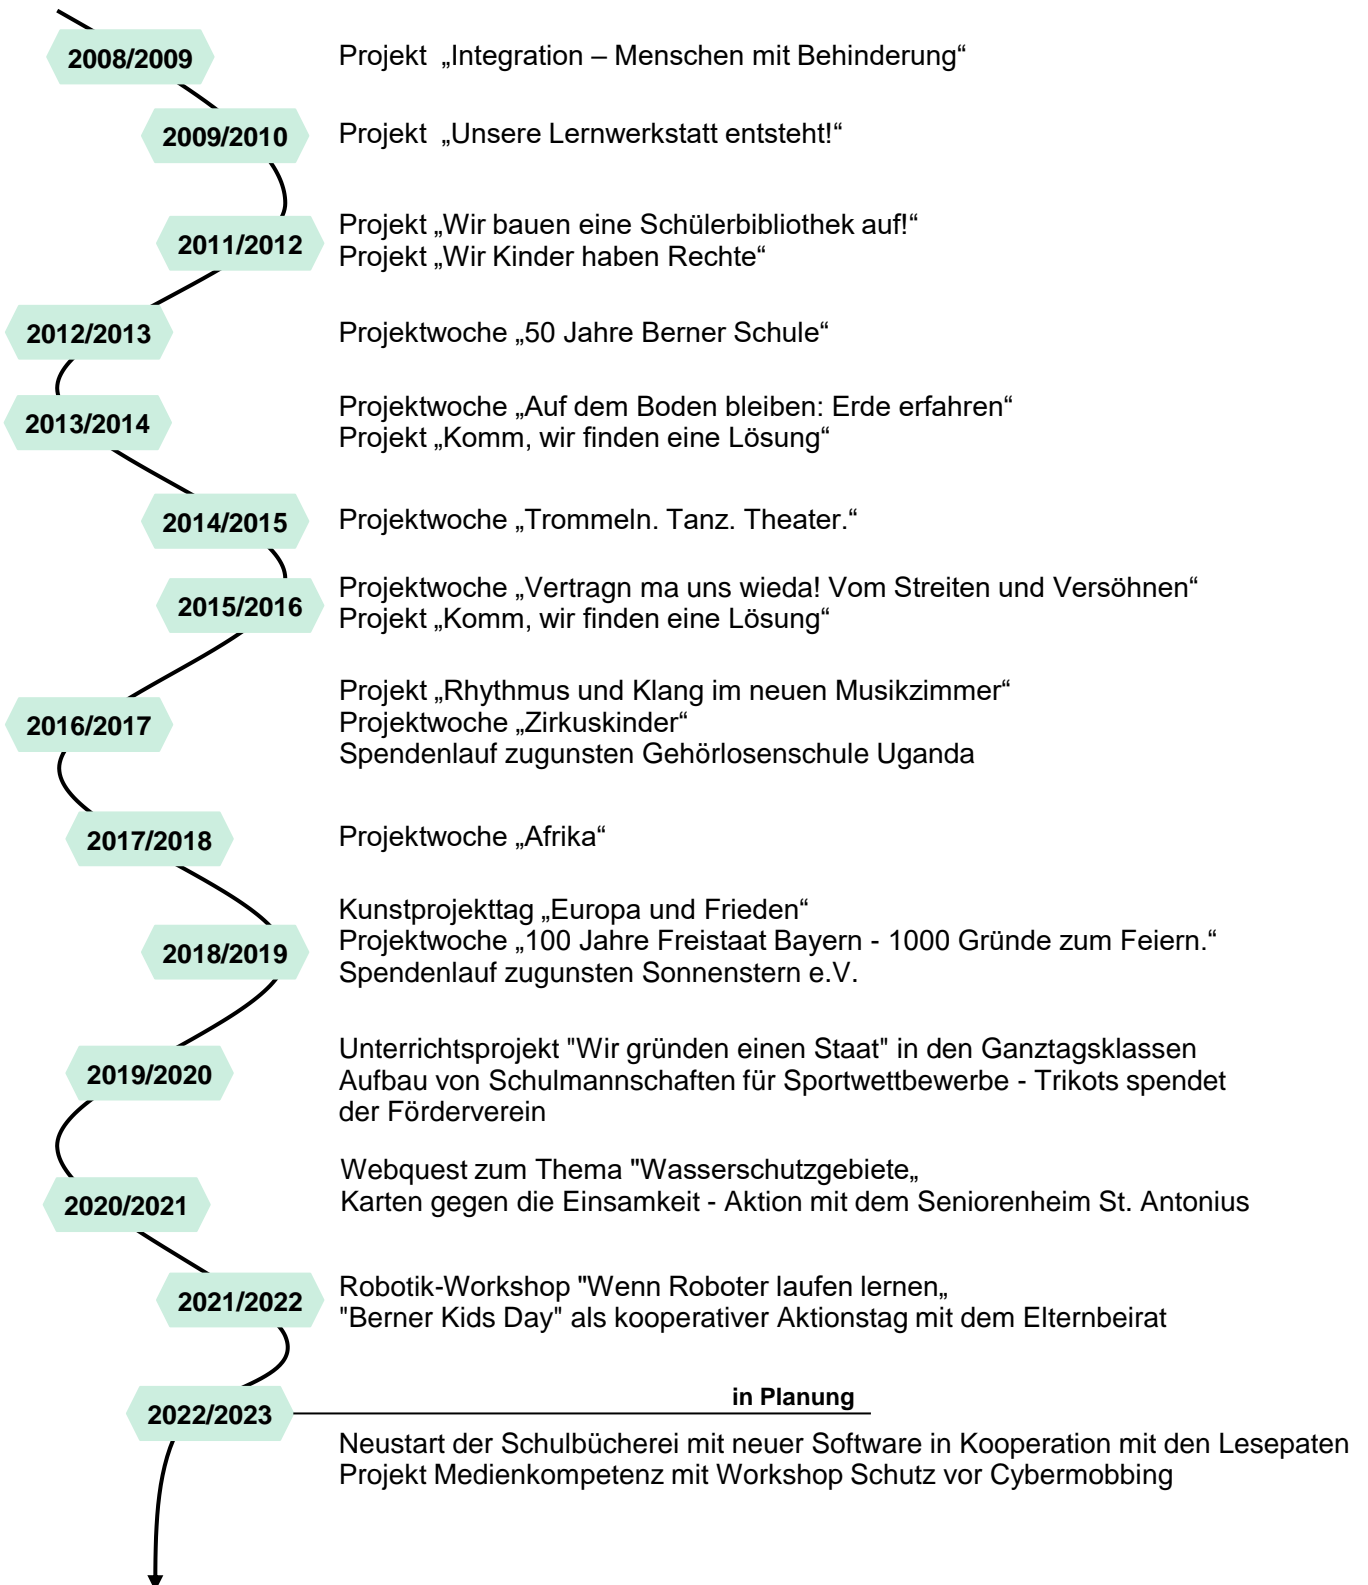 2008/2009
Projekt „Integration – Menschen mit Behinderung“
2009/2010
Projekt „Unsere Lernwerkstatt entsteht!“
2011/2012
Projekt „Wir bauen eine Schülerbibliothek auf!“
Projekt „Wir Kinder haben Rechte“
2012/2013
Projektwoche „50 Jahre Berner Schule“
2013/2014
Projektwoche „Auf dem Boden bleiben: Erde erfahren“
Projekt „Komm, wir finden eine Lösung“
2014/2015
Projektwoche „Trommeln. Tanz. Theater.“
2015/2016
Projektwoche „Vertragn ma uns wieda! Vom Streiten und Versöhnen“
Projekt „Komm, wir finden eine Lösung“
2016/2017
Projekt „Rhythmus und Klang im neuen Musikzimmer“
Projektwoche „Zirkuskinder“
Spendenlauf zugunsten Gehörlosenschule Uganda
2017/2018
Projektwoche „Afrika“
2018/2019
Kunstprojekttag „Europa und Frieden“
Projektwoche „100 Jahre Freistaat Bayern - 1000 Gründe zum Feiern.“
Spendenlauf zugunsten Sonnenstern e.V.
2019/2020
Unterrichtsprojekt "Wir gründen einen Staat" in den Ganztagsklassen
Aufbau von Schulmannschaften für Sportwettbewerbe - Trikots spendet
der Förderverein
2020/2021
Webquest zum Thema "Wasserschutzgebiete„
Karten gegen die Einsamkeit - Aktion mit dem Seniorenheim St. Antonius
2021/2022
Robotik-Workshop "Wenn Roboter laufen lernen„
"Berner Kids Day" als kooperativer Aktionstag mit dem Elternbeirat
2022/2023
in Planung
Neustart der Schulbücherei mit neuer Software in Kooperation mit den Lesepaten
Projekt Medienkompetenz mit Workshop Schutz vor Cybermobbing